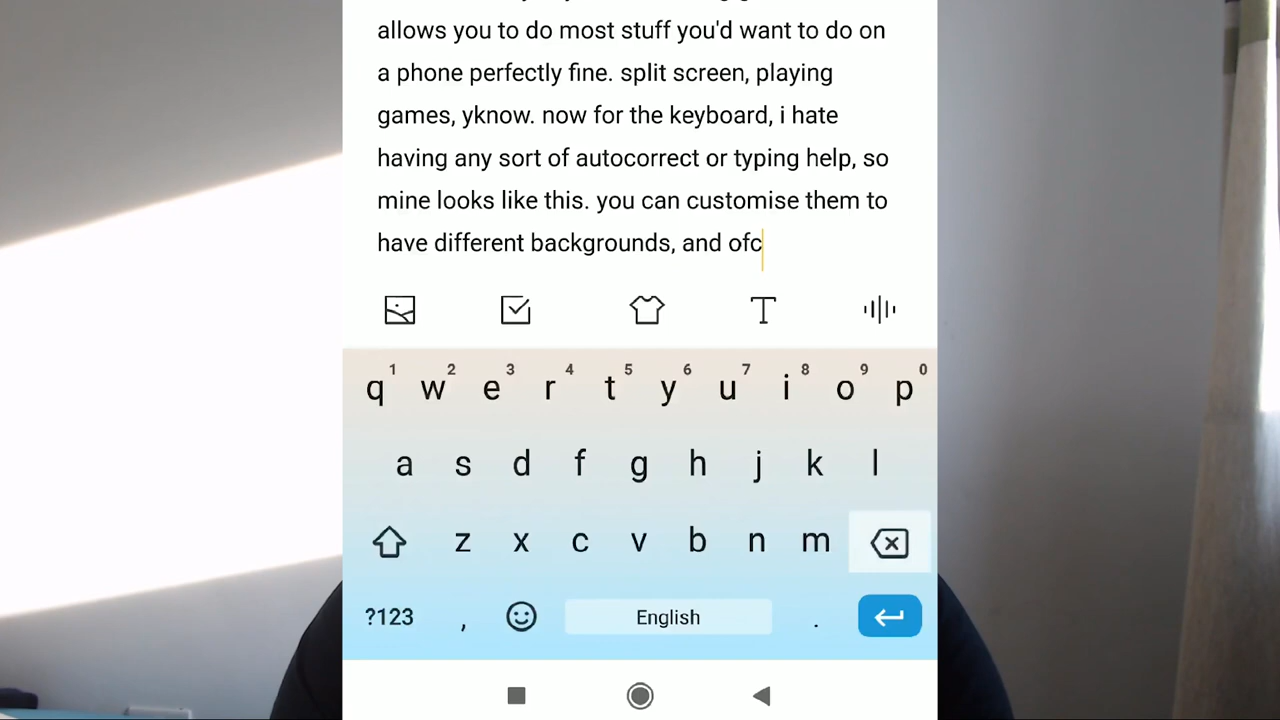 allows you to do most stuff you'd want to do on
a phone perfectly fine. split screen, playing
games, yknow. now for the keyboard, i hate
having any sort of autocorrect or typing help, so
mine looks like this. you can customise them to
have different backgrounds, and ofc
T
1 2 3 4 5 6 7 8 9 0
q w e r t y u i o p
a s d f g h j k l
z x c v b n m
?123 , English .